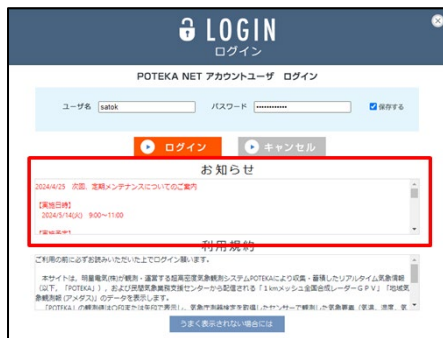 LOGIN
ログイン
POTEKA NET アカウントユーザ ログイン
ユーザ名 satok パスワード ************ 保存する
ログイン キャンセル
お知らせ
2024/4/25 次回、定期メンテナンスについてのご案内
【実施日時】
2024/5/14(火) 9:00～11:00
利用規約
ご利用の前に必ずお読みいただいた上でログイン願います。
本サイトは、明星電気(株)が観測・運営する超高密度気象観測システムPOTEKAにより収集・蓄積したリアルタイム気象情報
(以下、「POTEKA」)、および民間気象業務支援センターから配信される「1kmメッシュ全国合成レーダーＧＰＶ」「地域気
象観測報(アメダス)」のデータを表示します。
うまく表示されない場合には